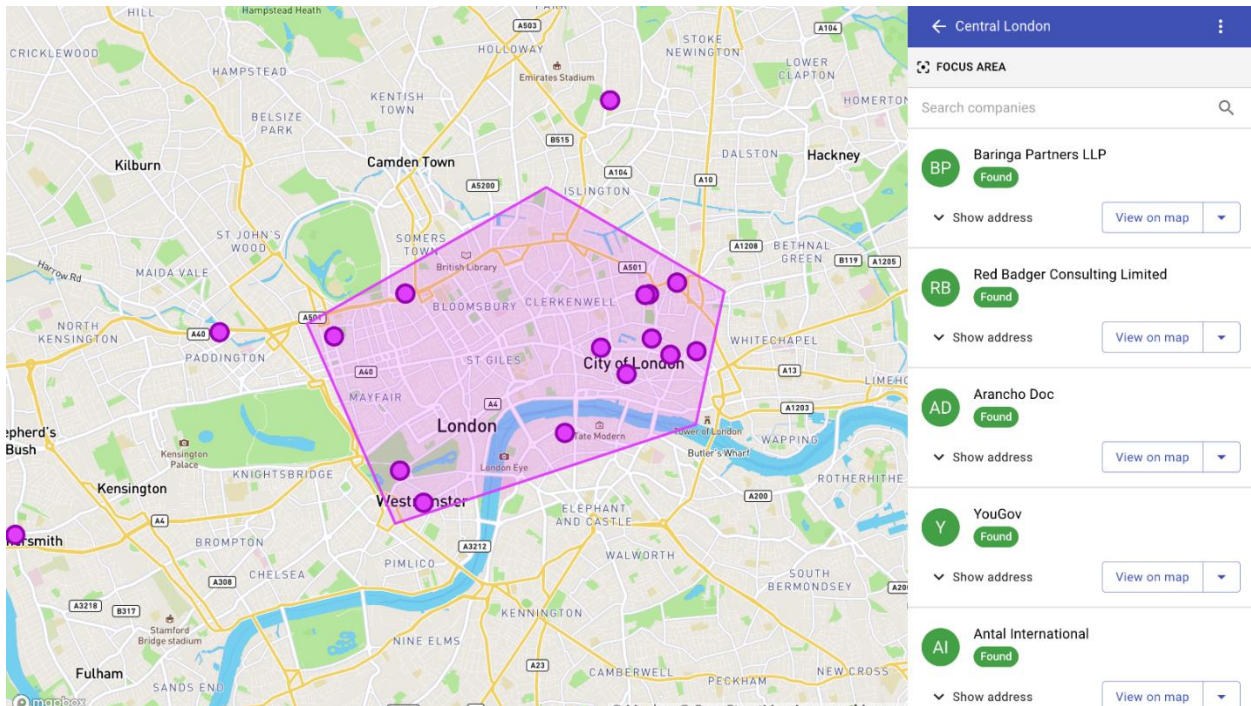 HILL
Hampstead Heath
PARK
A503
A104
CRICKLEWOOD
HOLLOWAY
STOKE
NEWINGTON
Emirates Stadium
LOWER
CLAPTON
HAMPSTEAD
KENTISH
TOWN
HOMERTON
BELSIZE
PARK
B515
Kilburn
Camden Town
DALSTON
Hackney
A104
A5200
A10
ISLINGTON
ST JOHN'S
WOOD
SOMERS
TOWN
British Library
A1208
BETHNAL
GREEN
B119
A1205
Harrow Rd
MAIDA VALE
A501
BLOOMSBURY
CLERKENWELL
A501
NORTH
KENSINGTON
A40
PADDINGTON
ST GILES
City of London
WHITECHAPEL
A40
A13
MAYFAIR
A4
A1203
London
Tate Modern
Tower of London
WAPPING
Butler's Wharf
epherd's
Bush
Kensington
Palace
KNIGHTSBRIDGE
London Eye
ROTHERHITHE
Kensington
Westminster
A200
ELEPHANT
AND CASTLE
A4
mersmith
BROMPTON
A3212
WALWORTH
PIMLICO
CHELSEA
A308
SOUTH
BERMONDSEY
A3218
B317
KENNINGTON
Stamford
Bridge stadium
NINE ELMS
Fulham
A23
CAMBERWELL
PECKHAM
NEW CROSS
SANDS END
mapbox
Central London
FOCUS AREA
Search companies
BP
Baringa Partners LLP
Found
Show address
View on map
RB
Red Badger Consulting Limited
Found
Show address
View on map
AD
Arancho Doc
Found
Show address
View on map
Y
YouGov
Found
Show address
View on map
AI
Antal International
Found
Show address
View on map